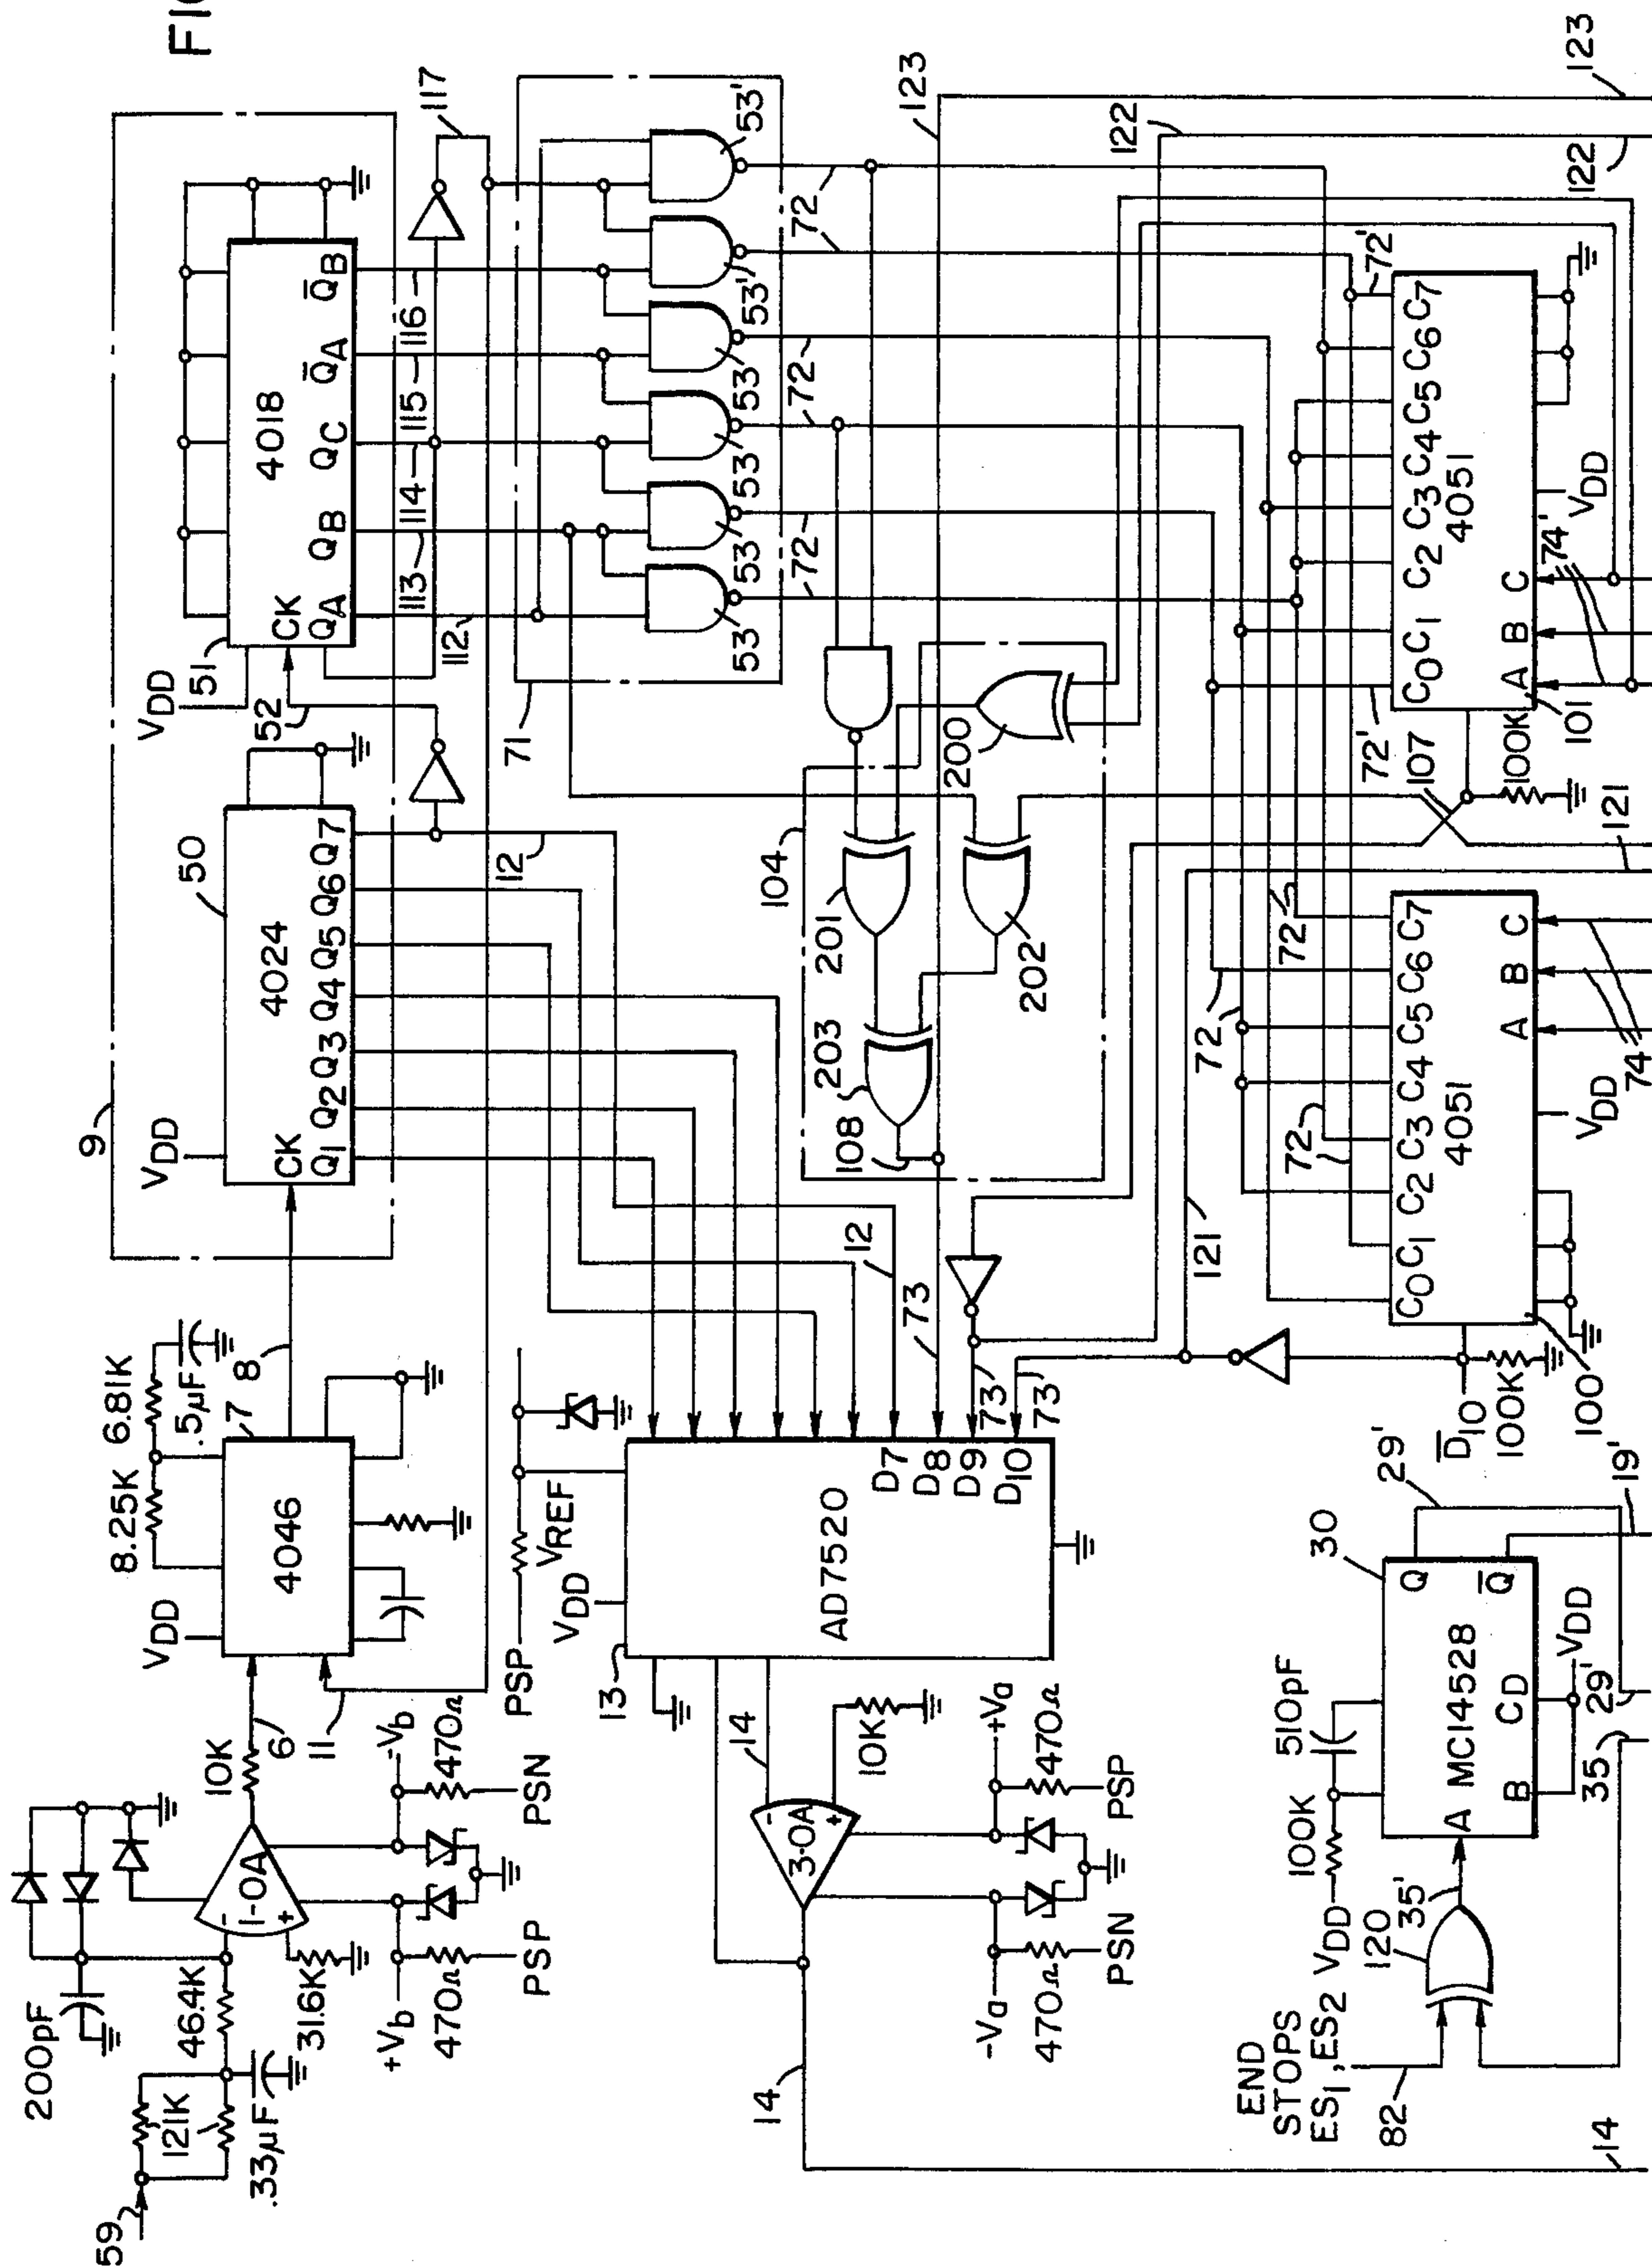 FIG
9
VDD
50
CK 4024
Q1 Q2 Q3 Q4 Q5 Q6 Q7
12
VDD
51
52
CK 4018
QA QB QC Q̄A Q̄B
112
113
114
115
116
117
8.25K 6.81K
.5µF
VDD
7
8
4046
6
11
200pF
10K
1-OA
-
+
46.4K
121K
.33µF
59
31.6K
+Vb
-Vb
470Ω
470Ω
PSP
PSN
PSP
VREF
VDD
13
AD7520
D7
D8
D9
D10
12
73
73'
73'
14
14
14
3-OA
-
+
10K
-Va
+Va
470Ω
470Ω
PSN
PSP
71
53
53
53
53'
53'
53'
72
72
72
72
72
104
201
200
202
203
108
123
123
122
122
121
121
72
72
72
72'
72'
C0 C1 C2 C3 C4 C5 C6 C7
4051
A B C
VDD
74
100
D̄10
100K
C0 C1 C2 C3 C4 C5 C6 C7
4051
A B C
VDD
74'
101
107
100K
END
STOPS
ES1, ES2
82
120
35'
VDD
100K
510pF
30
MC14528
A
B
CD
Q
Q̄
VDD
35
29'
29'
19'